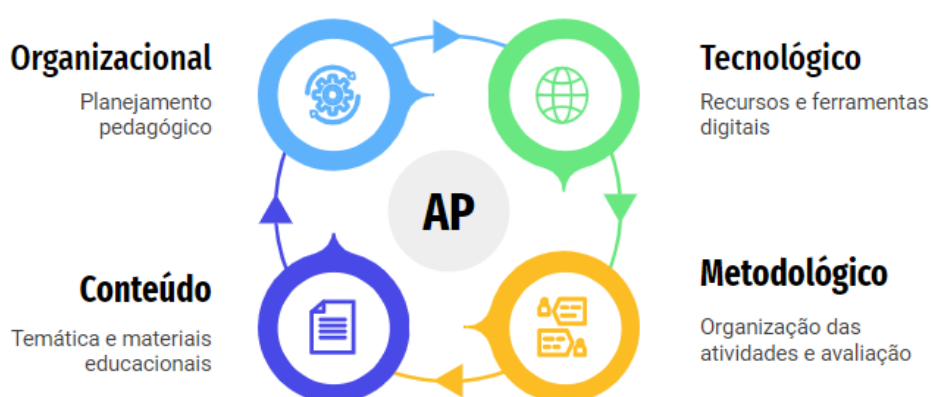 Organizacional
Planejamento
pedagógico
Tecnológico
Recursos e ferramentas
digitais
AP
Conteúdo
Temática e materiais
educacionais
Metodológico
Organização das
atividades e avaliação